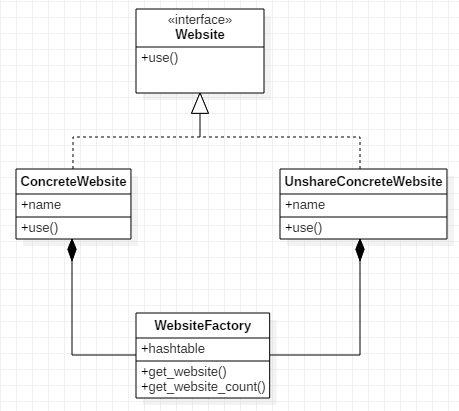 «interface»
Website
+use()
ConcreteWebsite
+name
+use()
UnshareConcreteWebsite
+name
+use()
WebsiteFactory
+hashtable
+get_website()
+get_website_count()